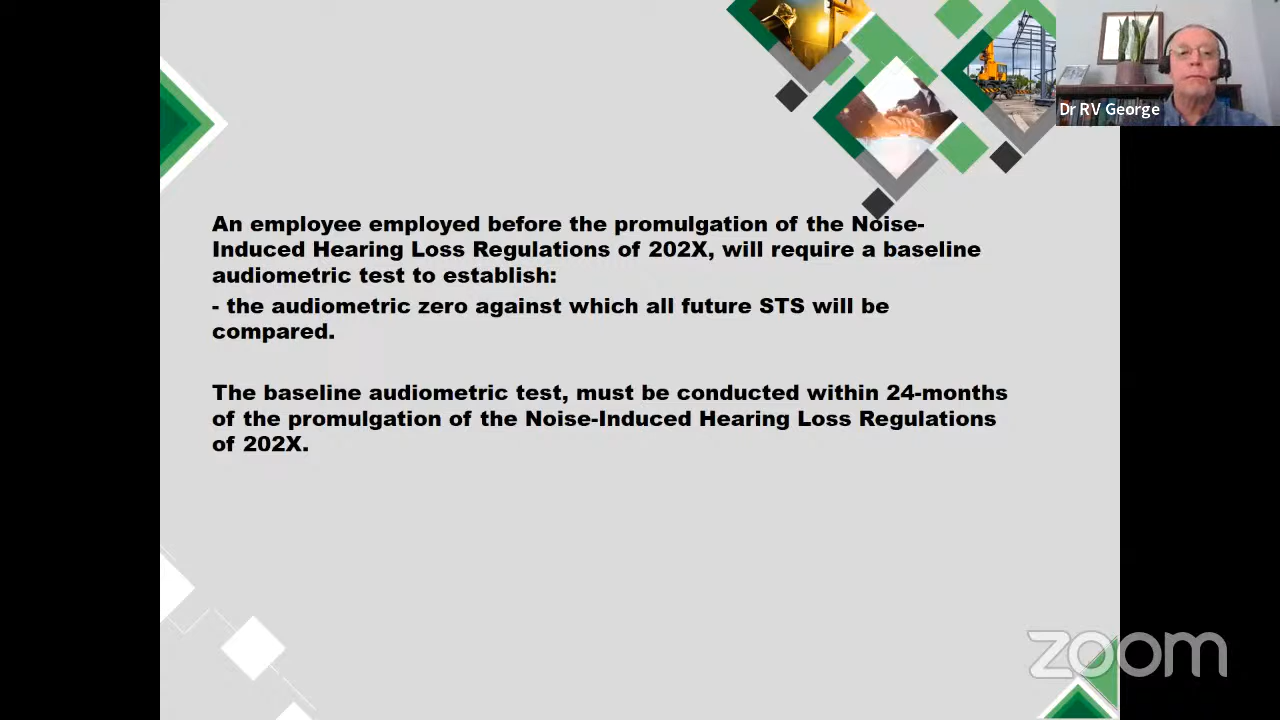 Dr RV George
An employee employed before the promulgation of the Noise-
Induced Hearing Loss Regulations of 202X, will require a baseline
audiometric test to establish:
- the audiometric zero against which all future STS will be
compared.
The baseline audiometric test, must be conducted within 24-months
of the promulgation of the Noise-Induced Hearing Loss Regulations
of 202X.
zoom